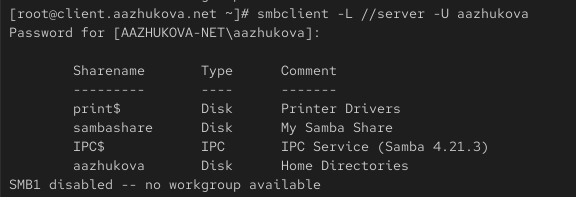 [root@client.aazhukova.net ~]# smbclient -L //server -U aazhukova
Password for [AAZHUKOVA-NET\aazhukova]:
Sharename Type Comment
--------- ---- -------
print$ Disk Printer Drivers
sambashare Disk My Samba Share
IPC$ IPC IPC Service (Samba 4.21.3)
aazhukova Disk Home Directories
SMB1 disabled -- no workgroup available